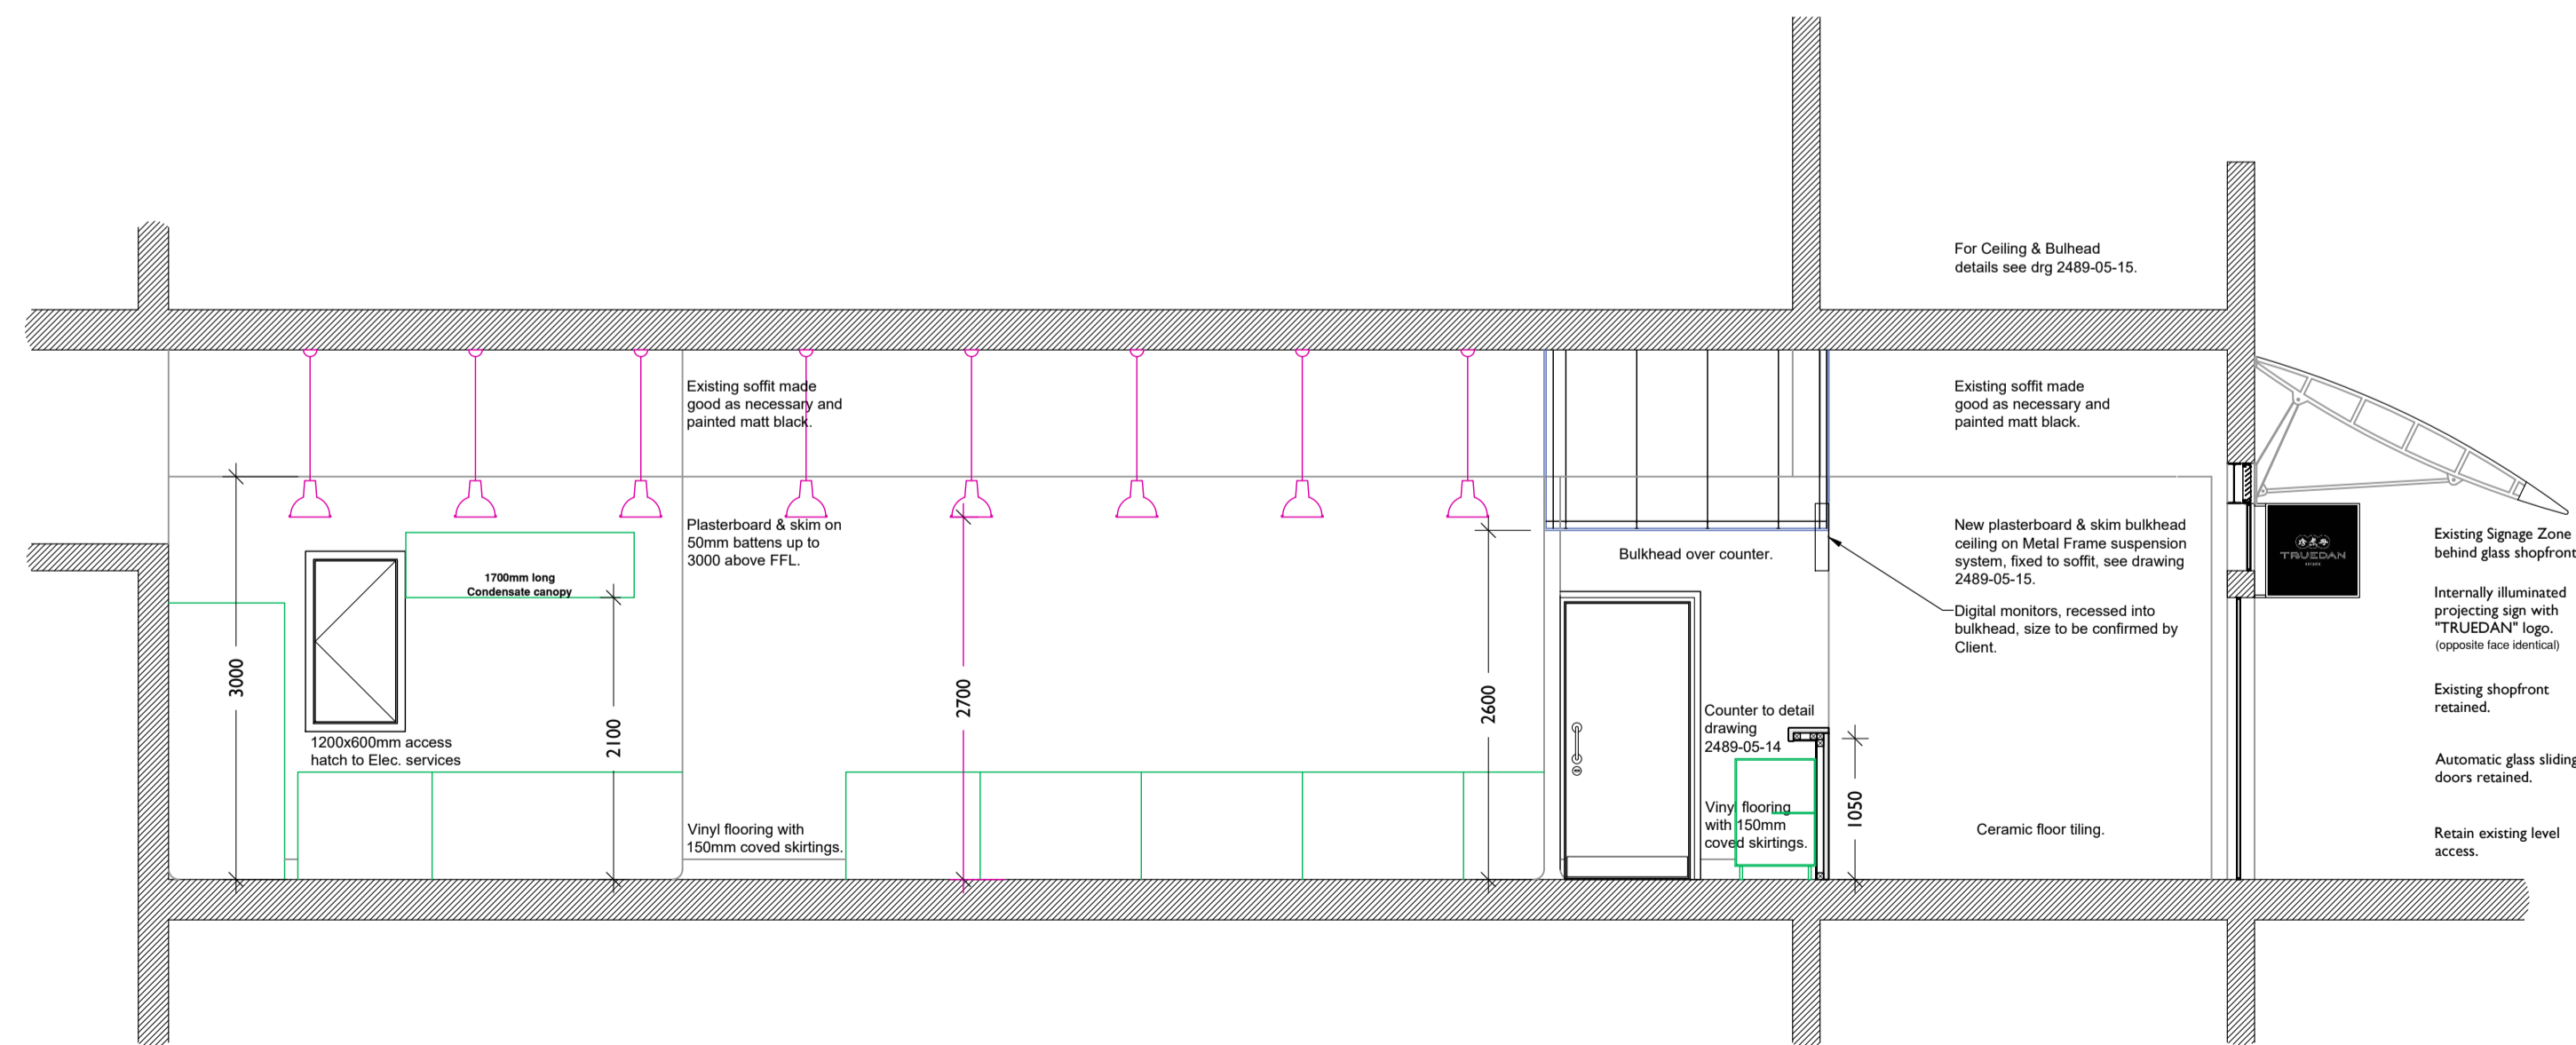 For Ceiling & Bulhead
details see drg 2489-05-15.
Existing soffit made
good as necessary and
painted matt black.
Existing soffit made
good as necessary and
painted matt black.
Plasterboard & skim on
50mm battens up to
3000 above FFL.
New plasterboard & skim bulkhead
ceiling on Metal Frame suspension
system, fixed to soffit, see drawing
2489-05-15.
Bulkhead over counter.
Digital monitors, recessed into
bulkhead, size to be confirmed by
Client.
1700mm long
Condensate canopy
TRUEDAN
Existing Signage Zone
behind glass shopfront
Internally illuminated
projecting sign with
"TRUEDAN" logo.
(opposite face identical)
Existing shopfront
retained.
Automatic glass sliding
doors retained.
Retain existing level
access.
3000
2100
2700
2600
1050
1200x600mm access
hatch to Elec. services
Counter to detail
drawing
2489-05-14
Vinyl flooring with
150mm coved skirtings.
Vinyl flooring
with 150mm
coved skirtings.
Ceramic floor tiling.